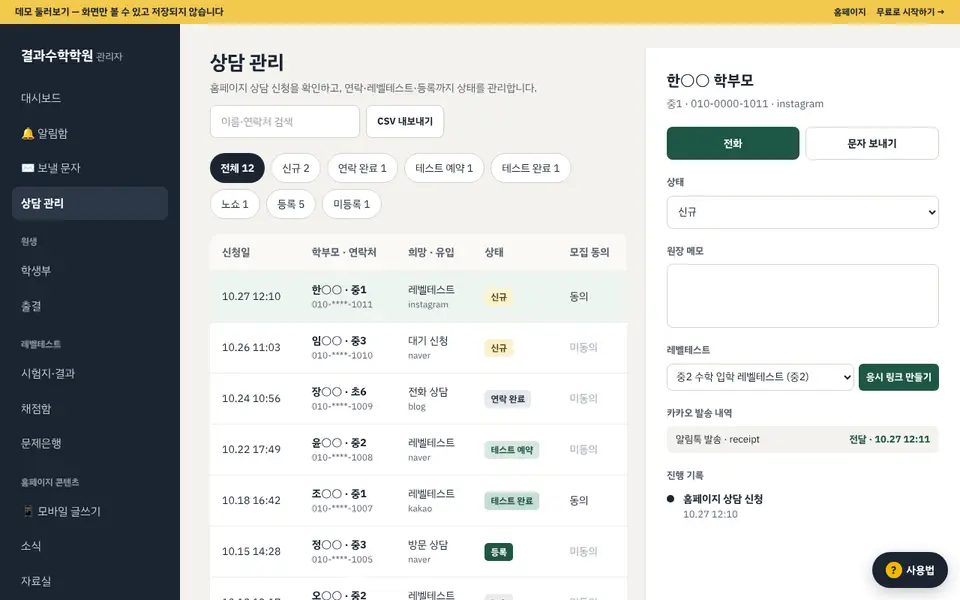 데모 둘러보기 — 화면만 볼 수 있고 저장되지 않습니다
홈페이지 무료로 시작하기 →
결과수학학원 관리자
대시보드
🔔 알림함
✉️ 보낼 문자
상담 관리
원생
학생부
출결
레벨테스트
시험지·결과
채점함
문제은행
홈페이지 콘텐츠
📱 모바일 글쓰기
소식
자료실
상담 관리
홈페이지 상담 신청을 확인하고, 연락·레벨테스트·등록까지 상태를 관리합니다.
이름·연락처 검색
CSV 내보내기
전체 12 신규 2 연락 완료 1 테스트 예약 1 테스트 완료 1
노쇼 1 등록 5 미등록 1
신청일 학부모 · 연락처 희망 · 유입 상태 모집 동의
10.27 12:10 한○○ · 중1 레벨테스트 신규 동의
010-****-1011 instagram
10.26 11:03 임○○ · 중3 대기 신청 신규 미동의
010-****-1010 naver
10.24 10:56 장○○ · 초6 전화 상담 연락 완료 미동의
010-****-1009 blog
10.22 17:49 윤○○ · 중2 레벨테스트 테스트 예약 미동의
010-****-1008 naver
10.18 16:42 조○○ · 중1 레벨테스트 테스트 완료 동의
010-****-1007 kakao
10.15 14:28 정○○ · 중3 방문 상담 등록 미동의
010-****-1005 naver
오○○ · 중2 레벨테스트
한○○ 학부모
중1 · 010-0000-1011 · instagram
전화
문자 보내기
상태
신규
원장 메모
레벨테스트
중2 수학 입학 레벨테스트 (중2)
응시 링크 만들기
카카오 발송 내역
알림톡 발송 · receipt 전달 · 10.27 12:11
진행 기록
홈페이지 상담 신청
10.27 12:10
? 사용법